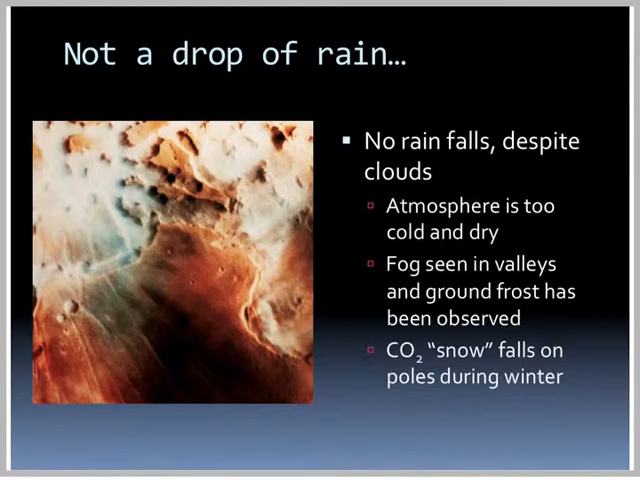 Not a drop of rain…
No rain falls, despite
clouds
Atmosphere is too
cold and dry
Fog seen in valleys
and ground frost has
been observed
CO₂ “snow” falls on
poles during winter